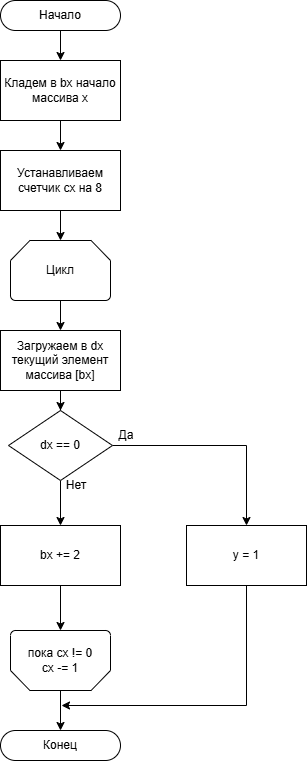 Начало
Кладем в bx начало
массива x
Устанавливаем
счетчик cx на 8
Цикл
Загружаем в dx
текущий элемент
массива [bx]
dx == 0
Да
Нет
bx += 2
y = 1
пока cx != 0
cx -= 1
Конец